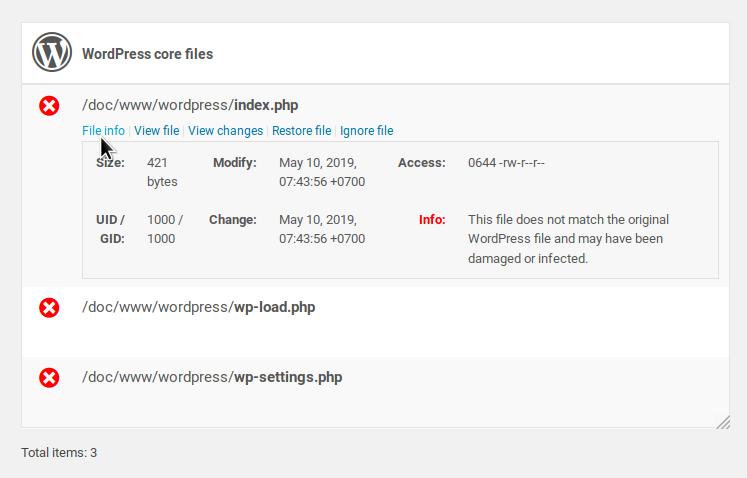 WordPress core files
/doc/www/wordpress/index.php
File info | View file | View changes | Restore file | Ignore file
Size: 421 bytes Modify: May 10, 2019, 07:43:56 +0700 Access: 0644 -rw-r--r--
UID / GID: 1000 / 1000 Change: May 10, 2019, 07:43:56 +0700 Info: This file does not match the original
WordPress file and may have been
damaged or infected.
/doc/www/wordpress/wp-load.php
/doc/www/wordpress/wp-settings.php
Total items: 3